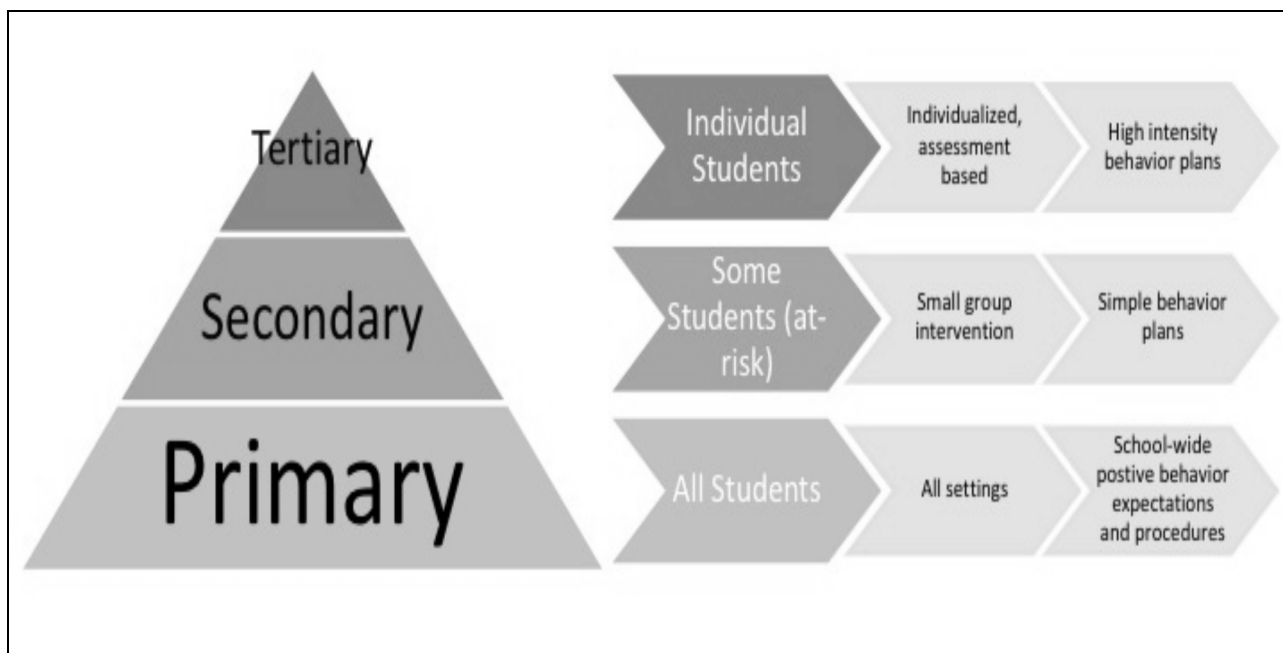 Tertiary
Individual
Students
Individualized,
assessment
based
High intensity
behavior plans
Secondary
Some
Students (at-
risk)
Small group
intervention
Simple behavior
plans
Primary
All Students
All settings
School-wide
postive behavior
expectations
and procedures